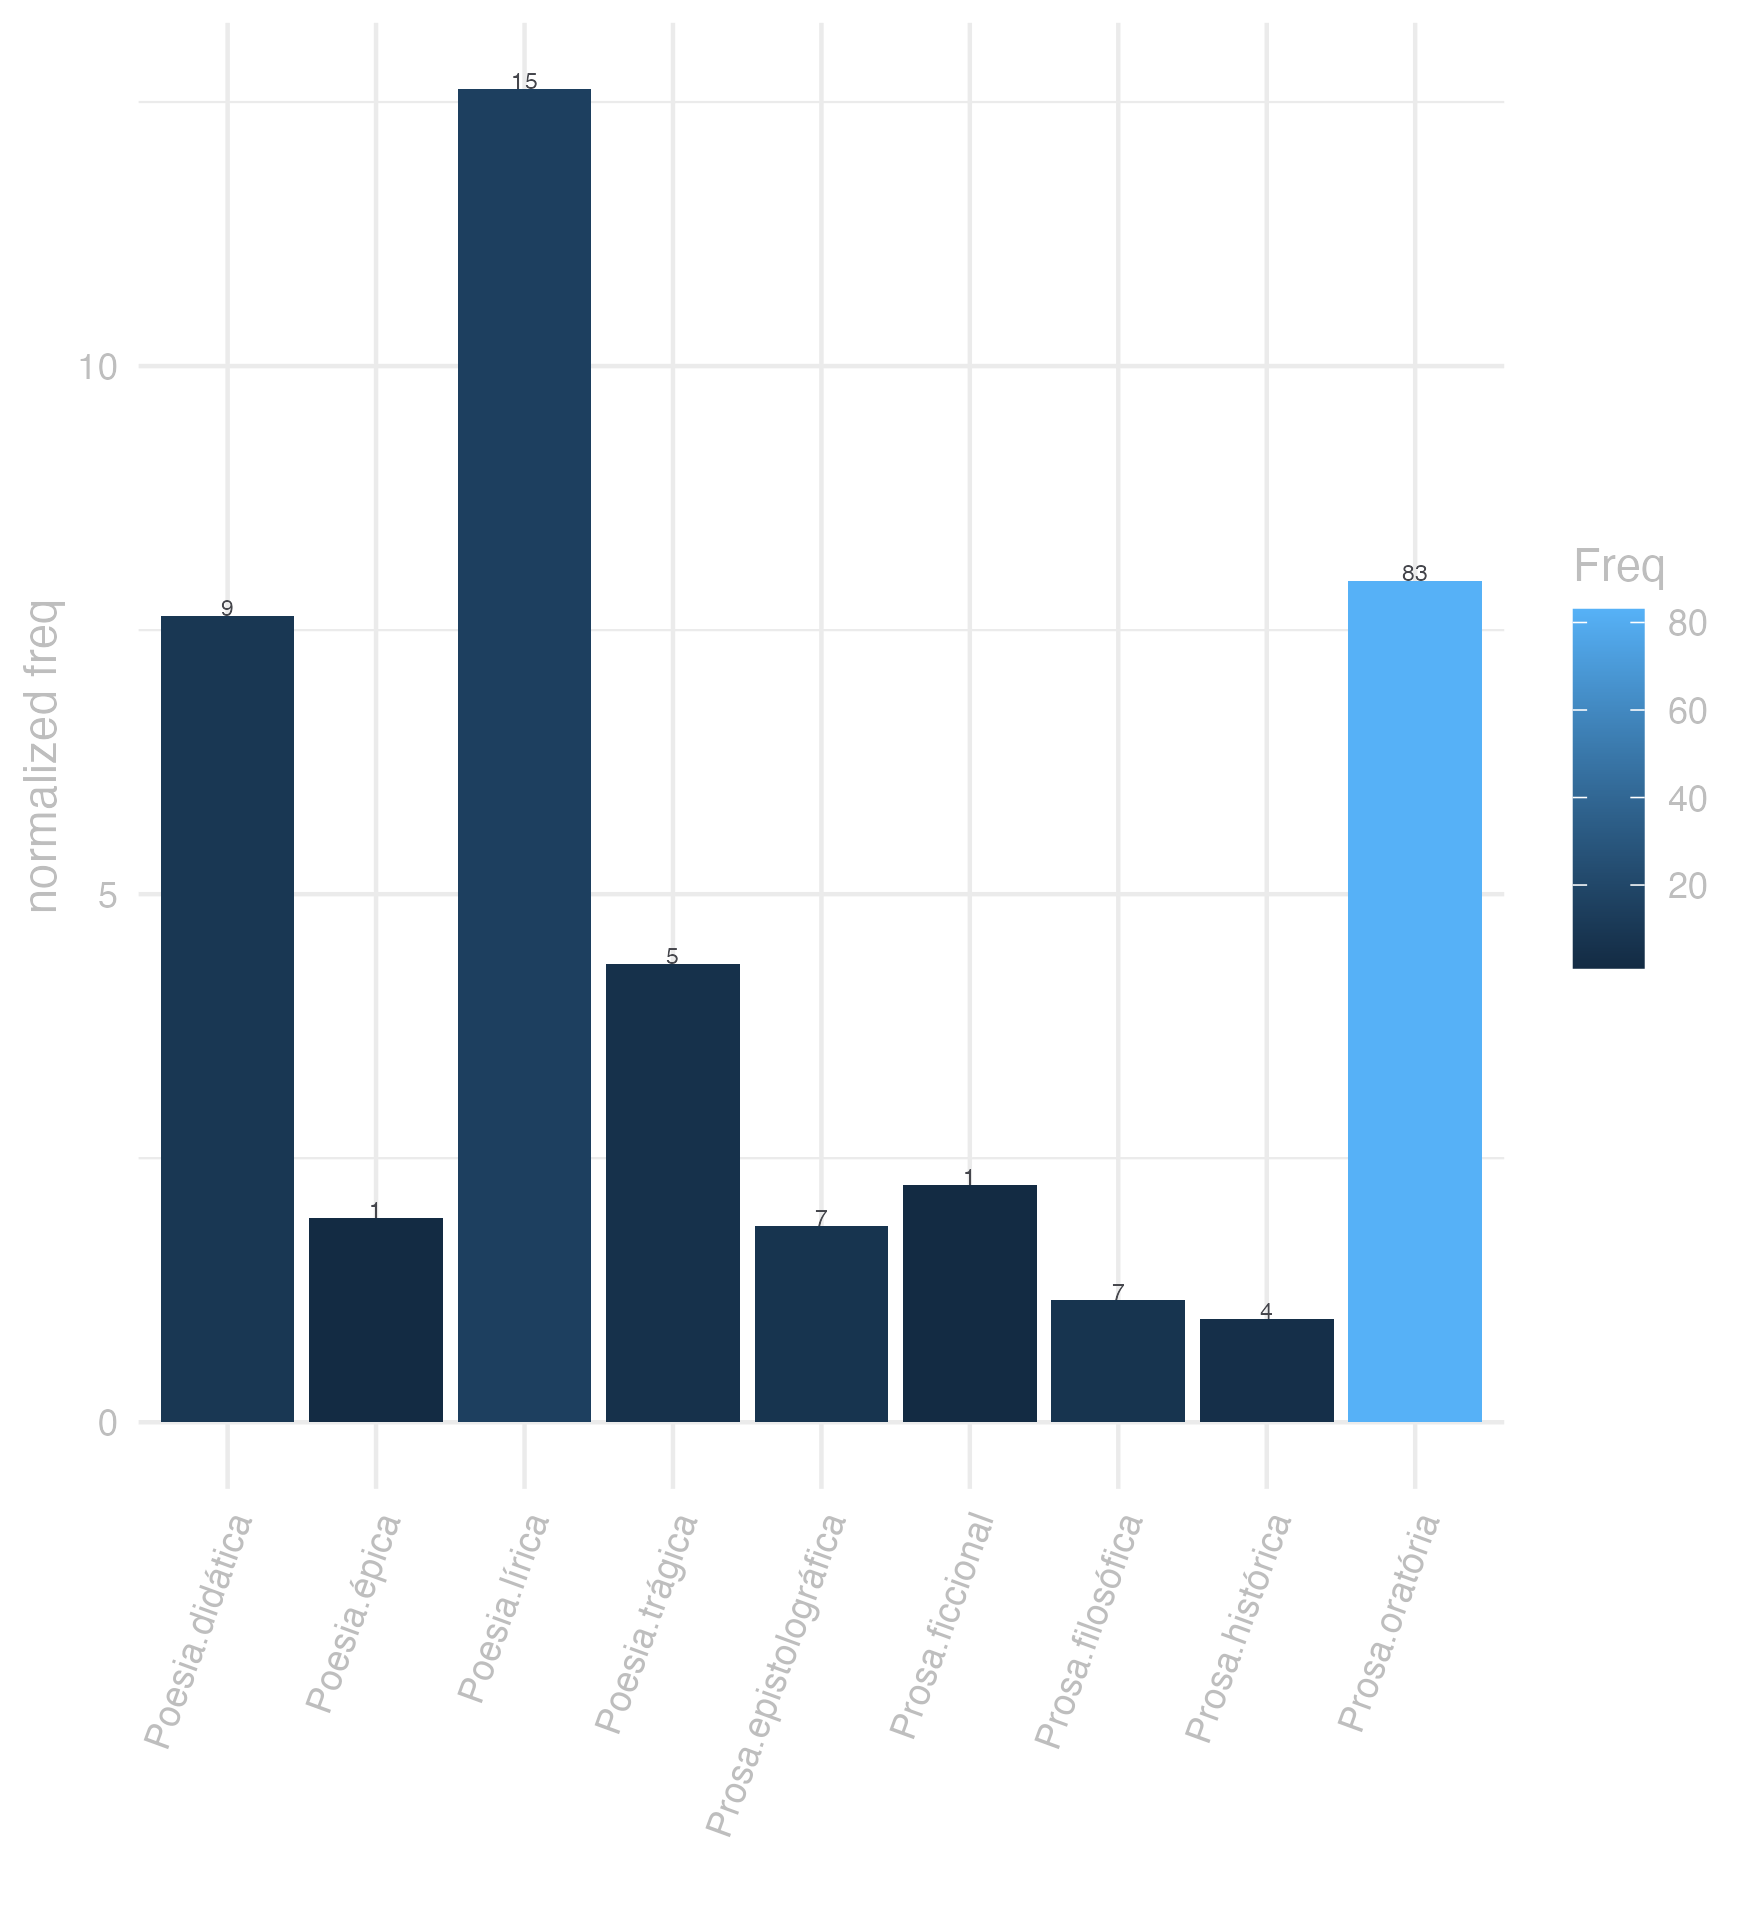 15
9
83
5
1
7
1
7
4
10
5
0
normalized freq
Poesia.didática
Poesia.épica
Poesia.lírica
Poesia.trágica
Prosa.epistolográfica
Prosa.ficcional
Prosa.filosófica
Prosa.histórica
Prosa.oratória
Freq
80
60
40
20